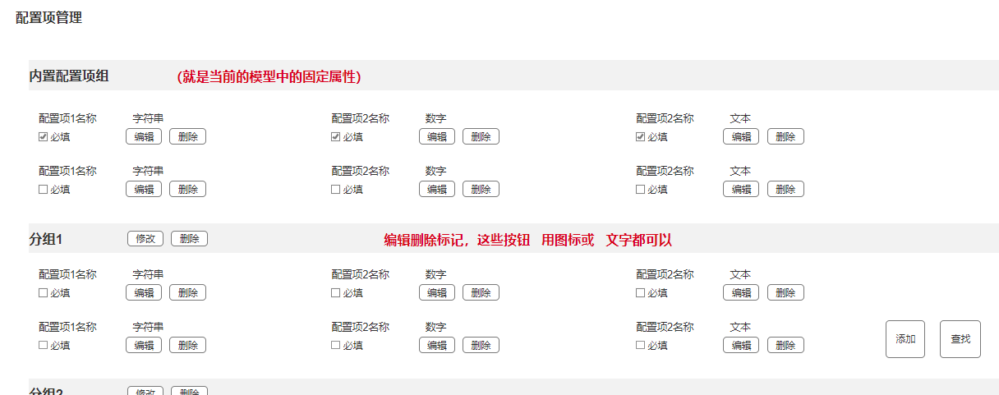 配置项管理
内置配置项组 （就是当前的模型中的固定属性）
配置项1名称 字符串 配置项2名称 数字 配置项2名称 文本
必填 编辑 删除 必填 编辑 删除 必填 编辑 删除
配置项1名称 字符串 配置项2名称 数字 配置项2名称 文本
必填 编辑 删除 必填 编辑 删除 必填 编辑 删除
分组1 修改 删除 编辑删除标记，这些按钮 用图标或 文字都可以
配置项1名称 字符串 配置项2名称 数字 配置项2名称 文本
必填 编辑 删除 必填 编辑 删除 必填 编辑 删除
配置项1名称 字符串 配置项2名称 数字 配置项2名称 文本
必填 编辑 删除 必填 编辑 删除 必填 编辑 删除 添加 查找
分组2 修改 删除